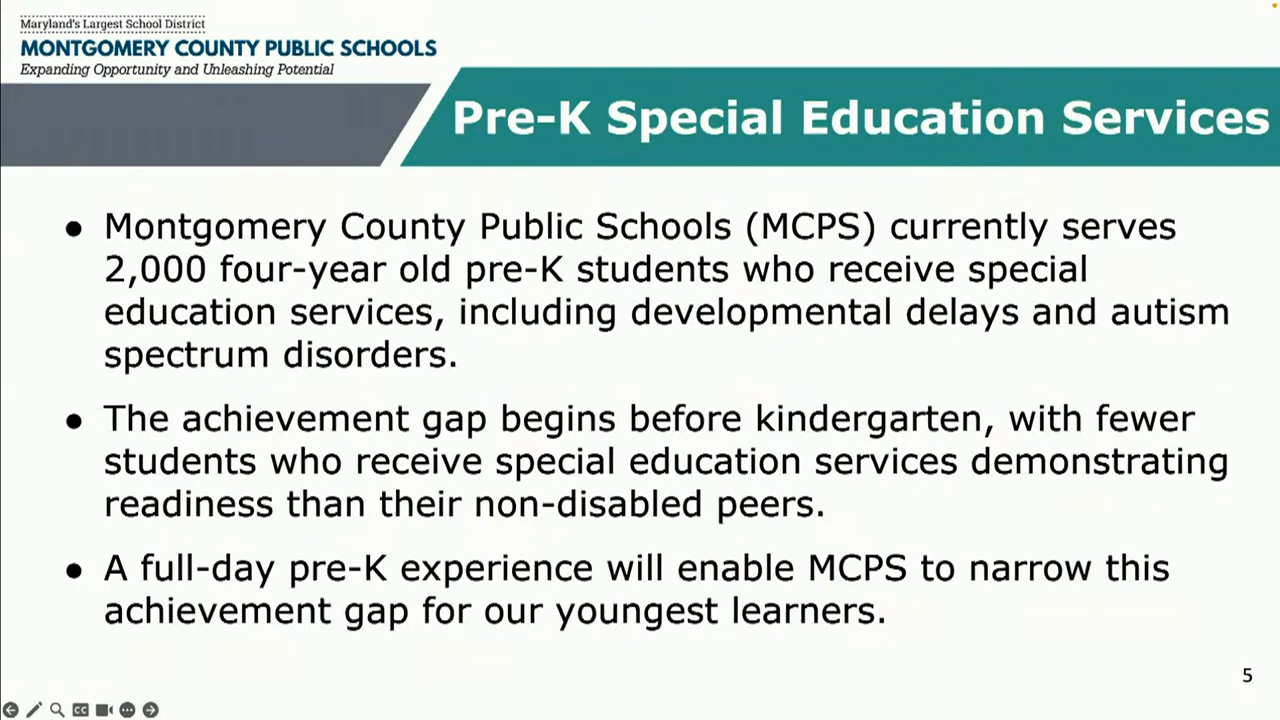 Maryland's Largest School District
MONTGOMERY COUNTY PUBLIC SCHOOLS
Expanding Opportunity and Unleashing Potential
Pre-K Special Education Services
● Montgomery County Public Schools (MCPS) currently serves
2,000 four-year old pre-K students who receive special
education services, including developmental delays and autism
spectrum disorders.
● The achievement gap begins before kindergarten, with fewer
students who receive special education services demonstrating
readiness than their non-disabled peers.
● A full-day pre-K experience will enable MCPS to narrow this
achievement gap for our youngest learners.
5
CC